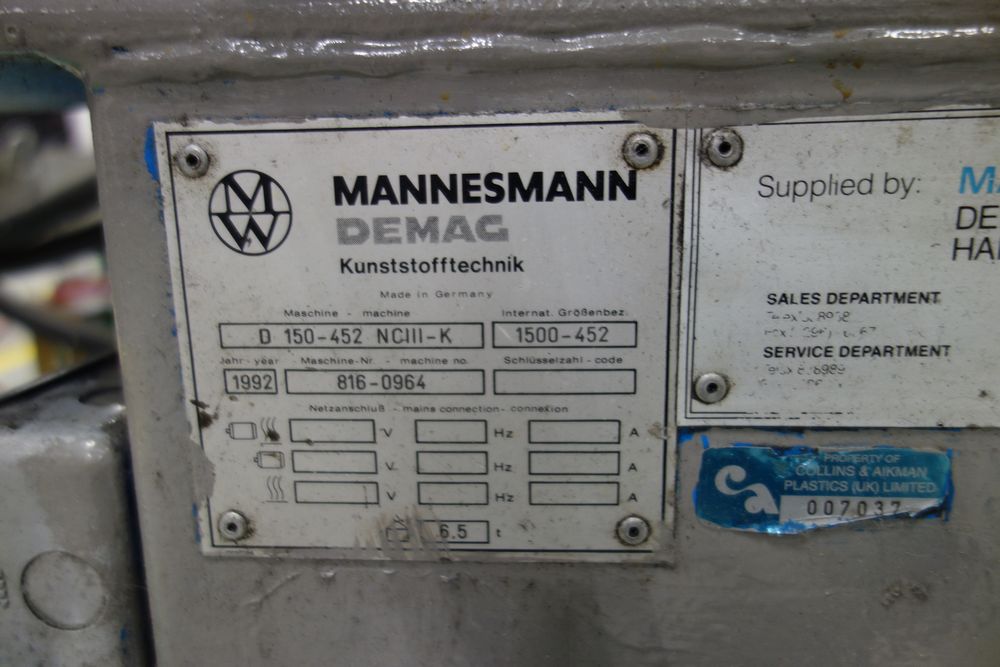 MW
MANNESMANN
DEMAG
Kunststofftechnik
Made in Germany
Maschine - machine
Internat. Größenbez.
D 150-452 NCIII-K
1500-452
Jahr - year
Maschine-Nr. - machine no.
Schlüsselzahl - code
1992
816-0964
Netzanschluß - mains connection - connexion
V Hz A
V Hz A
V Hz A
6.5 t
Supplied by:
SALES DEPARTMENT
SERVICE DEPARTMENT
ca
PROPERTY OF
COLLINS & AIKMAN
PLASTICS (UK) LIMITED
007037